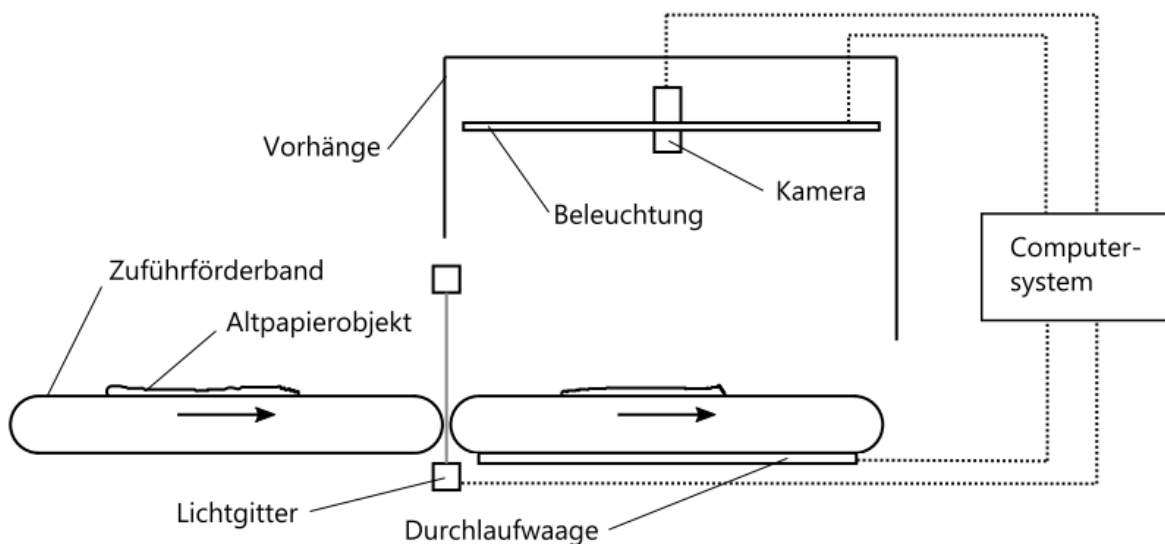 Vorhänge
Kamera
Beleuchtung
Computer-
system
Zuführförderband
Altpapierobjekt
Lichtgitter
Durchlaufwaage